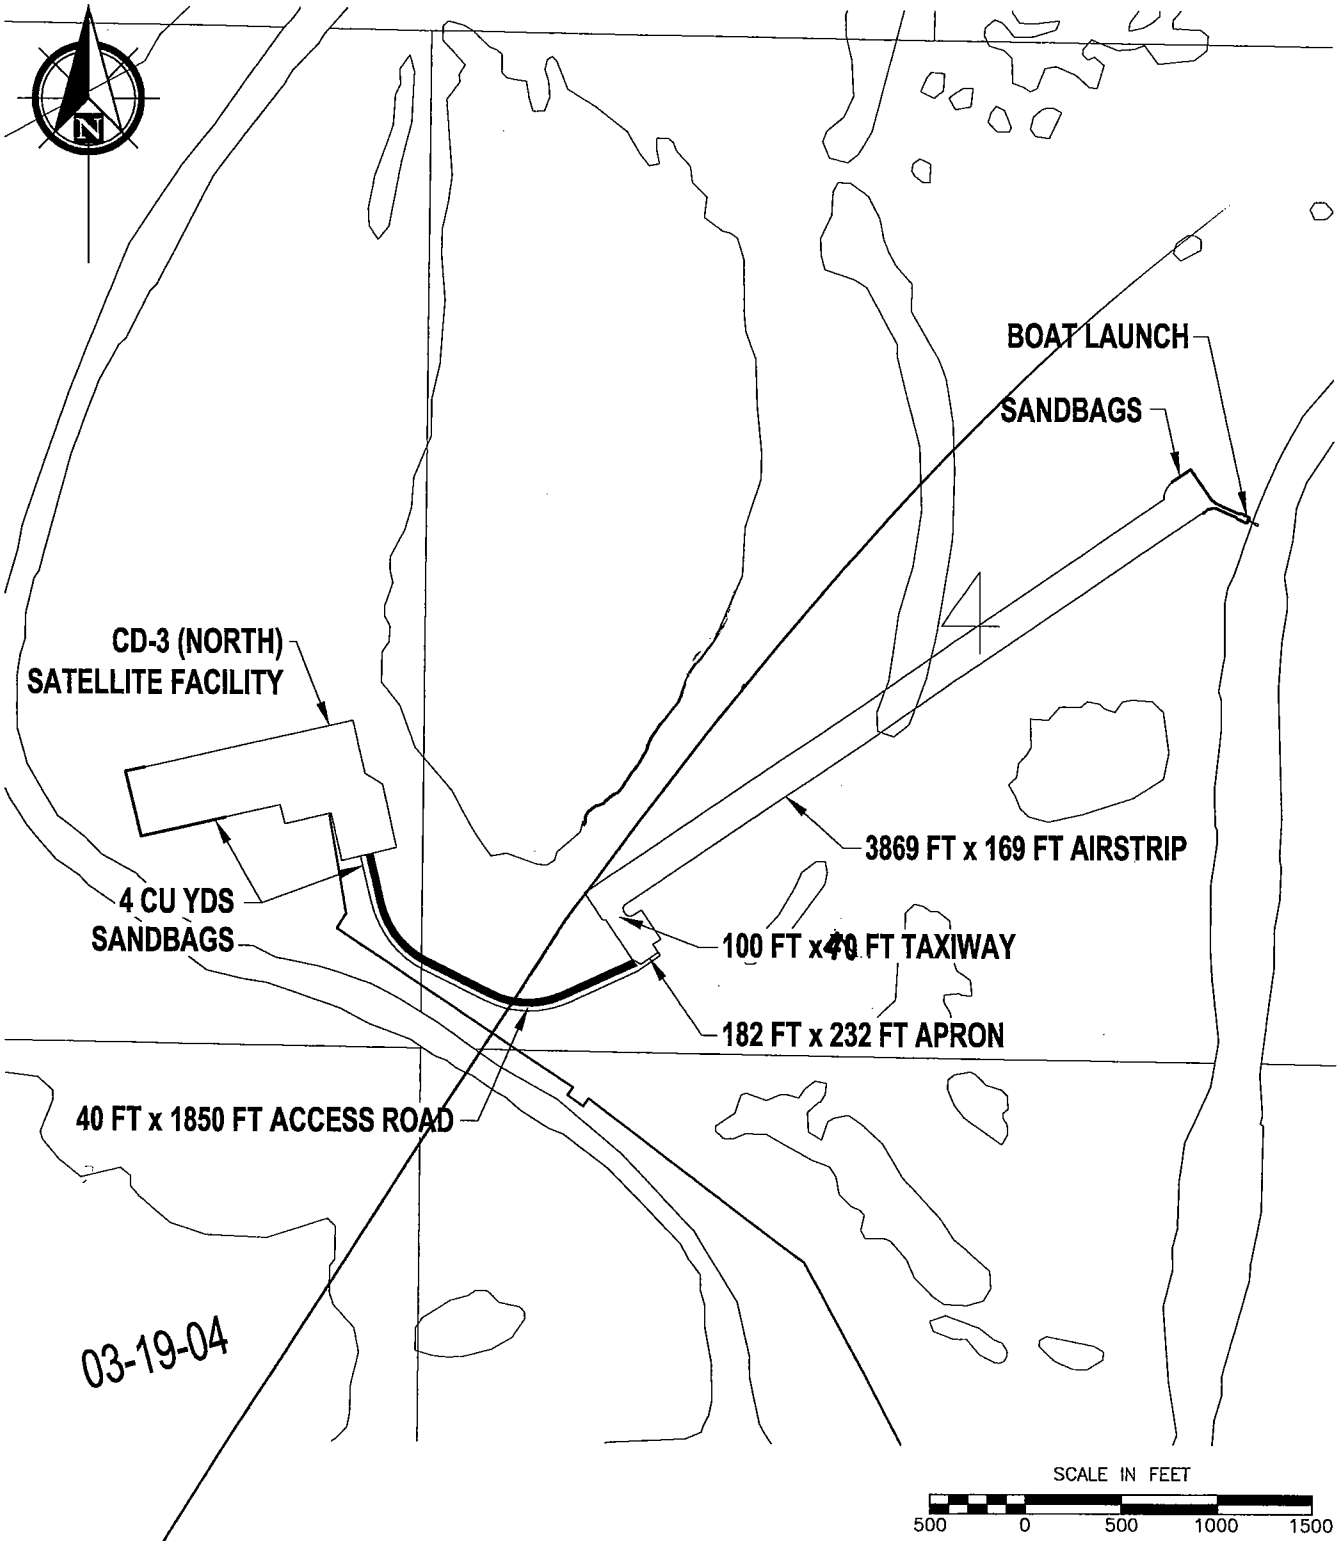 N
BOAT LAUNCH
SANDBAGS
4
CD-3 (NORTH)
SATELLITE FACILITY
3869 FT x 169 FT AIRSTRIP
4 CU YDS
SANDBAGS
100 FT x FT TAXIWAY
182 FT x 232 FT APRON
40 FT x 1850 FT ACCESS ROAD
03-19-04
SCALE IN FEET
500 0 500 1000 1500